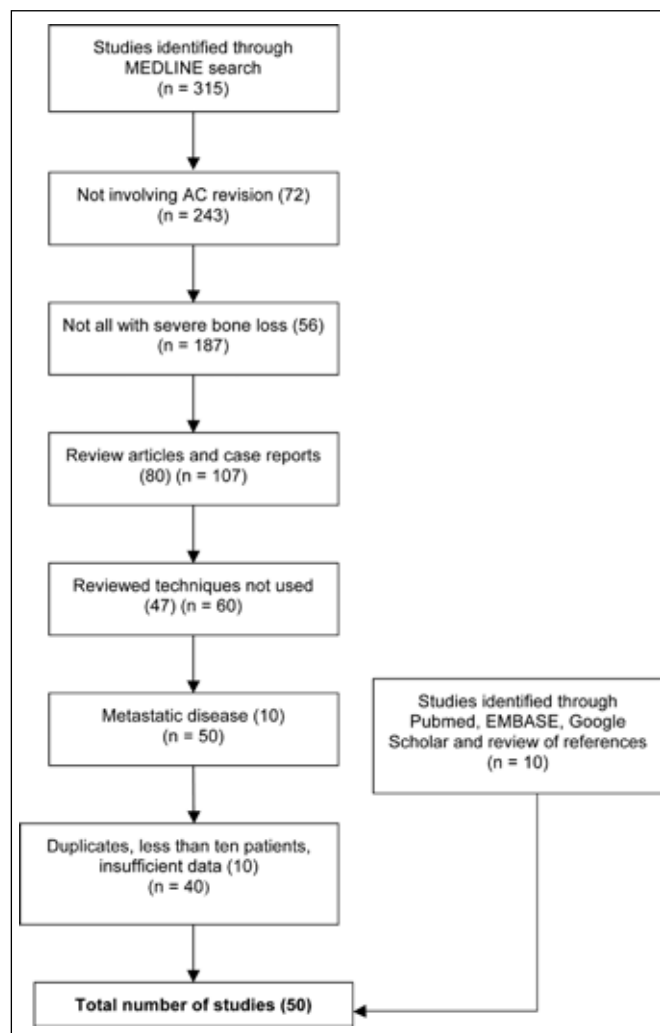 Studies identified through
MEDLINE search
(n = 315)
Not involving AC revision (72)
(n = 243)
Not all with severe bone loss (56)
(n = 187)
Review articles and case reports
(80) (n = 107)
Reviewed techniques not used
(47) (n = 60)
Metastatic disease (10)
n = 50)
Studies identified through
Pubmed, EMBASE, Google
Scholar and review of references
(n = 10)
Duplicates, less than ten patients,
insufficient data (10)
(n = 40)
Total number of studies (50)